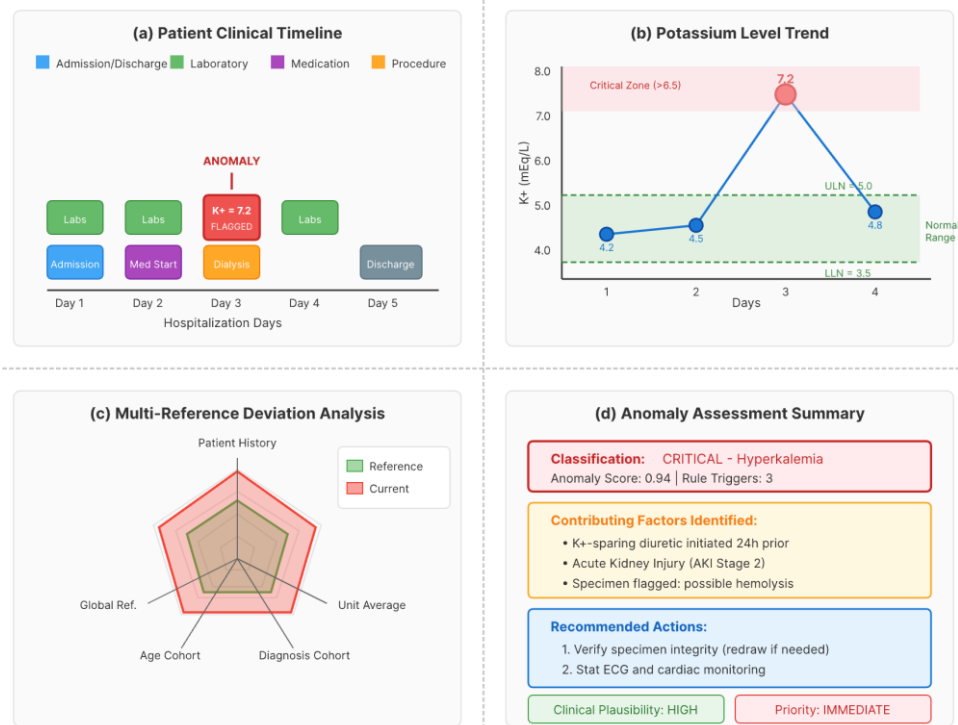 (a) Patient Clinical Timeline
Admission/Discharge
Laboratory
Medication
Procedure
ANOMALY
Labs
Labs
K+ = 7.2
FLAGGED
Labs
Admission
Med Start
Dialysis
Discharge
Day 1
Day 2
Day 3
Day 4
Day 5
Hospitalization Days
(b) Potassium Level Trend
8.0
7.0
6.0
5.0
4.0
K+ (mEq/L)
Critical Zone (>6.5)
7.2
ULN = 5.0
4.2
4.5
4.8
Normal
Range
LLN = 3.5
1
2
3
4
Days
(c) Multi-Reference Deviation Analysis
Patient History
Reference
Current
Global Ref.
Unit Average
Age Cohort
Diagnosis Cohort
(d) Anomaly Assessment Summary
Classification: CRITICAL - Hyperkalemia
Anomaly Score: 0.94 | Rule Triggers: 3
Contributing Factors Identified:
• K+-sparing diuretic initiated 24h prior
• Acute Kidney Injury (AKI Stage 2)
• Specimen flagged: possible hemolysis
Recommended Actions:
1. Verify specimen integrity (redraw if needed)
2. Stat ECG and cardiac monitoring
Clinical Plausibility: HIGH
Priority: IMMEDIATE